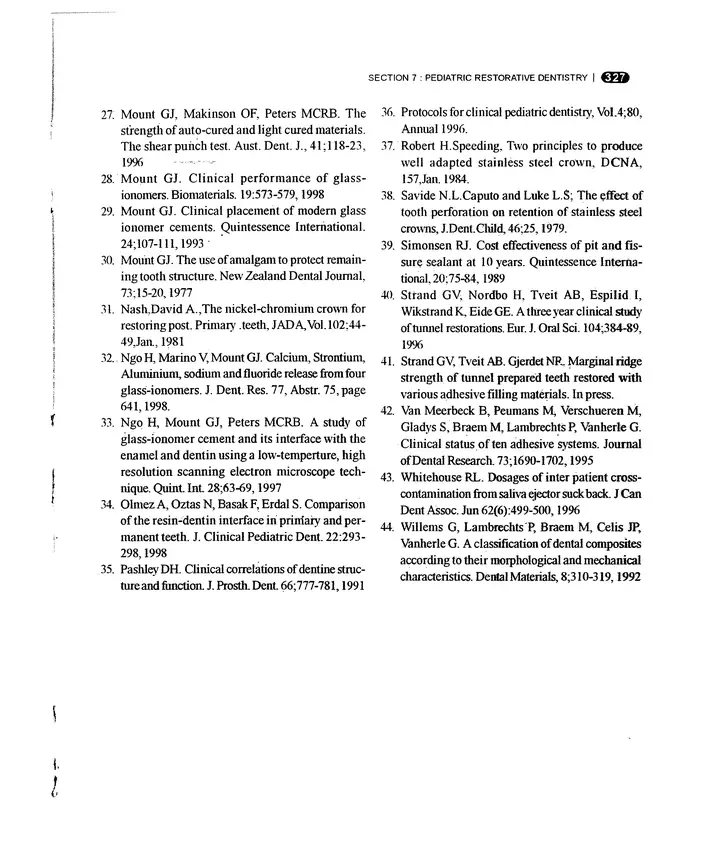 SECTION 7 : PEDIATRIC RESTORATIVE DENTISTRY | 327
27. Mount GJ, Makinson OF, Peters MCRB. The
strength of auto-cured and light cured materials.
The shear punch test. Aust. Dent. J., 41;118-23,
1996
28. Mount GJ. Clinical performance of glass-
ionomers. Biomaterials. 19:573-579, 1998
29. Mount GJ. Clinical placement of modern glass
ionomer cements. Quintessence International.
24;107-111, 1993
30. Mount GJ. The use of amalgam to protect remain-
ing tooth structure. New Zealand Dental Journal,
73;15-20, 1977
31. Nash,David A.,The nickel-chromium crown for
restoring post. Primary .teeth, JADA,Vol.102;44-
49,Jan., 1981
32. Ngo H, Marino V, Mount GJ. Calcium, Strontium,
Aluminium, sodium and fluoride release from four
glass-ionomers. J. Dent. Res. 77, Abstr. 75, page
641, 1998.
33. Ngo H, Mount GJ, Peters MCRB. A study of
glass-ionomer cement and its interface with the
enamel and dentin using a low-temperture, high
resolution scanning electron microscope tech-
nique. Quint. Int. 28;63-69, 1997
34. Olmez A, Oztas N, Basak F, Erdal S. Comparison
of the resin-dentin interface in primary and per-
manent teeth. J. Clinical Pediatric Dent. 22:293-
298, 1998
35. Pashley DH. Clinical correlations of dentine struc-
ture and function. J. Prosth. Dent. 66;777-781, 1991
36. Protocols for clinical pediatric dentistry, Vol.4;80,
Annual 1996.
37. Robert H.Speeding, Two principles to produce
well adapted stainless steel crown, DCNA,
157,Jan. 1984.
38. Savide N.L.Caputo and Luke L.S; The effect of
tooth perforation on retention of stainless steel
crowns, J.Dent.Child, 46;25, 1979.
39. Simonsen RJ. Cost effectiveness of pit and fis-
sure sealant at 10 years. Quintessence Interna-
tional, 20;75-84, 1989
40. Strand GV, Nordbo H, Tveit AB, Espilid I,
Wikstrand K, Eide GE. A three year clinical study
of tunnel restorations. Eur. J. Oral Sci. 104;384-89,
1996
41. Strand GV, Tveit AB. Gjerdet NR. Marginal ridge
strength of tunnel prepared teeth restored with
various adhesive filling materials. In press.
42. Van Meerbeck B, Peumans M, Verschueren M,
Gladys S, Braem M, Lambrechts P, Vanherle G.
Clinical status of ten adhesive systems. Journal
of Dental Research. 73;1690-1702, 1995
43. Whitehouse RL. Dosages of inter patient cross-
contamination from saliva ejector suck back. J Can
Dent Assoc. Jun 62(6):499-500, 1996
44. Willems G, Lambrechts P, Braem M, Celis JP,
Vanherle G. A classification of dental composites
according to their morphological and mechanical
characteristics. Dental Materials, 8;310-319, 1992